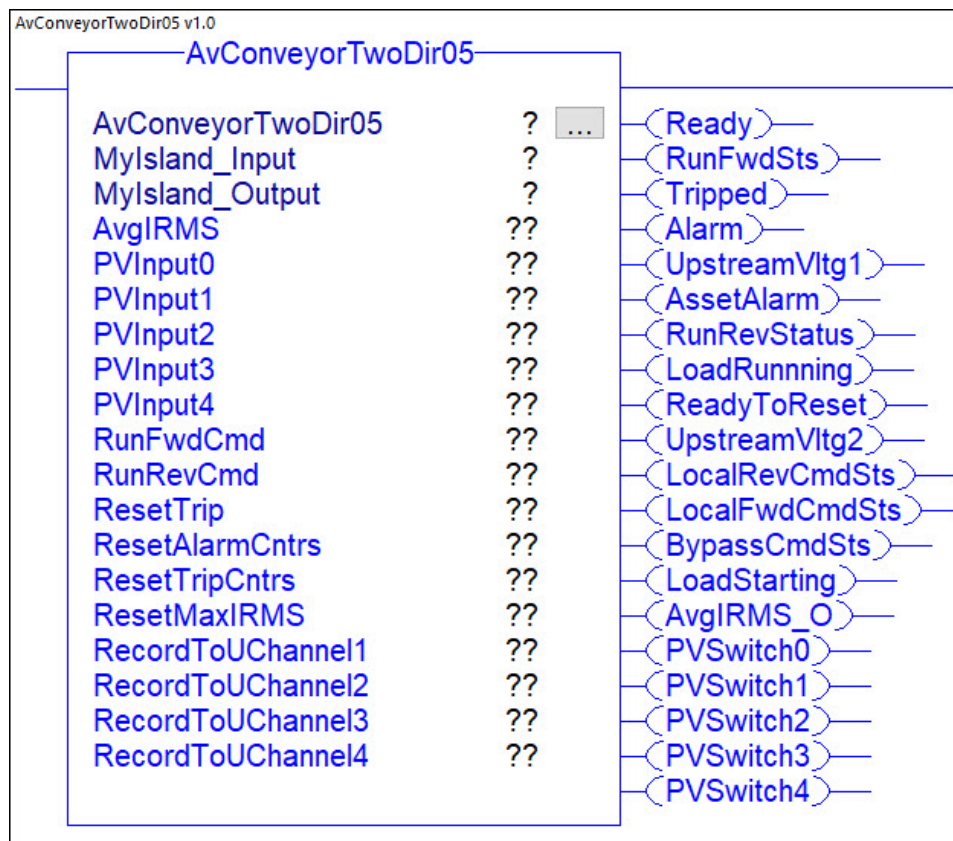 AvConveyorTwoDir05 v1.0
AvConveyorTwoDir05
AvConveyorTwoDir05 ? ... Ready
MyIsland_Input ? RunFwdSts
MyIsland_Output ? Tripped
AvgIRMS ?? Alarm
PVInput0 ?? UpstreamVltg1
PVInput1 ?? AssetAlarm
PVInput2 ?? RunRevStatus
PVInput3 ?? LoadRunnning
PVInput4 ?? ReadyToReset
RunFwdCmd ?? UpstreamVltg2
RunRevCmd ?? LocalRevCmdSts
ResetTrip ?? LocalFwdCmdSts
ResetAlarmCntrs ?? BypassCmdSts
ResetTripCntrs ?? LoadStarting
ResetMaxIRMS ?? AvgIRMS_O
RecordToUChannel1 ?? PVSwitch0
RecordToUChannel2 ?? PVSwitch1
RecordToUChannel3 ?? PVSwitch2
RecordToUChannel4 ?? PVSwitch3
PVSwitch4